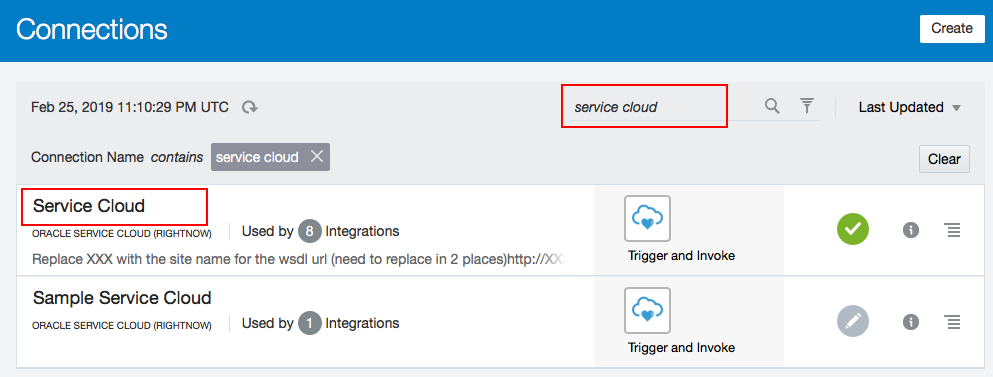 Connections
Create
Feb 25, 2019 11:10:29 PM UTC
service cloud
Last Updated
Connection Name contains service cloud
Clear
Service Cloud
ORACLE SERVICE CLOUD (RIGHTNOW) Used by 8 Integrations
Replace XXX with the site name for the wsdl url (need to replace in 2 places)http://XX
Trigger and Invoke
Sample Service Cloud
ORACLE SERVICE CLOUD (RIGHTNOW) Used by 1 Integrations
Trigger and Invoke